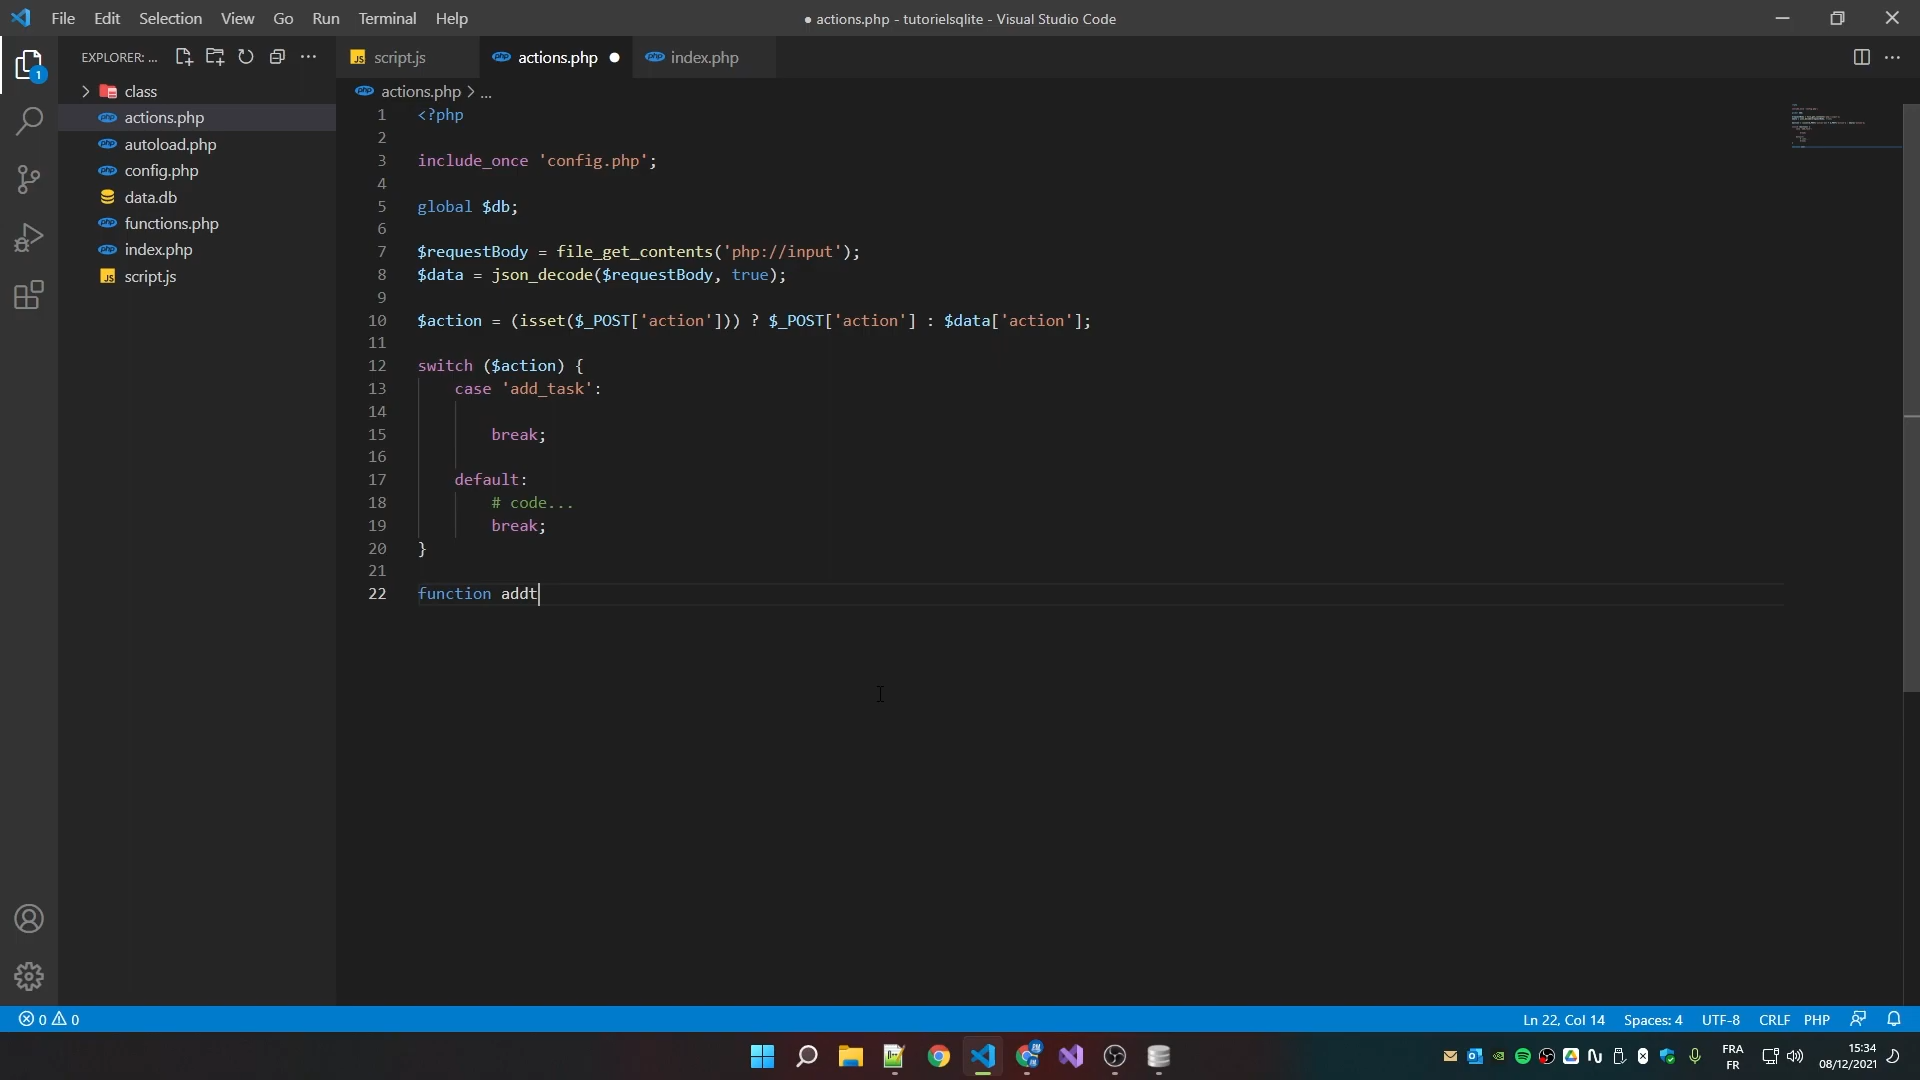 File Edit Selection View Go Run Terminal Help
● actions.php - tutorielsqlite - Visual Studio Code
EXPLORER: ...
script.js
actions.php
index.php
class
actions.php
autoload.php
config.php
data.db
functions.php
index.php
script.js
actions.php > ...
1 <?php
2
3 include_once 'config.php';
4
5 global $db;
6
7 $requestBody = file_get_contents('php://input');
8 $data = json_decode($requestBody, true);
9
10 $action = (isset($_POST['action'])) ? $_POST['action'] : $data['action'];
11
12 switch ($action) {
13 case 'add_task':
14
15 break;
16
17 default:
18 # code...
19 break;
20 }
21
22 function addt
1
0 0
Ln 22, Col 14 Spaces: 4 UTF-8 CRLF PHP
FRA
FR
15:34
08/12/2021